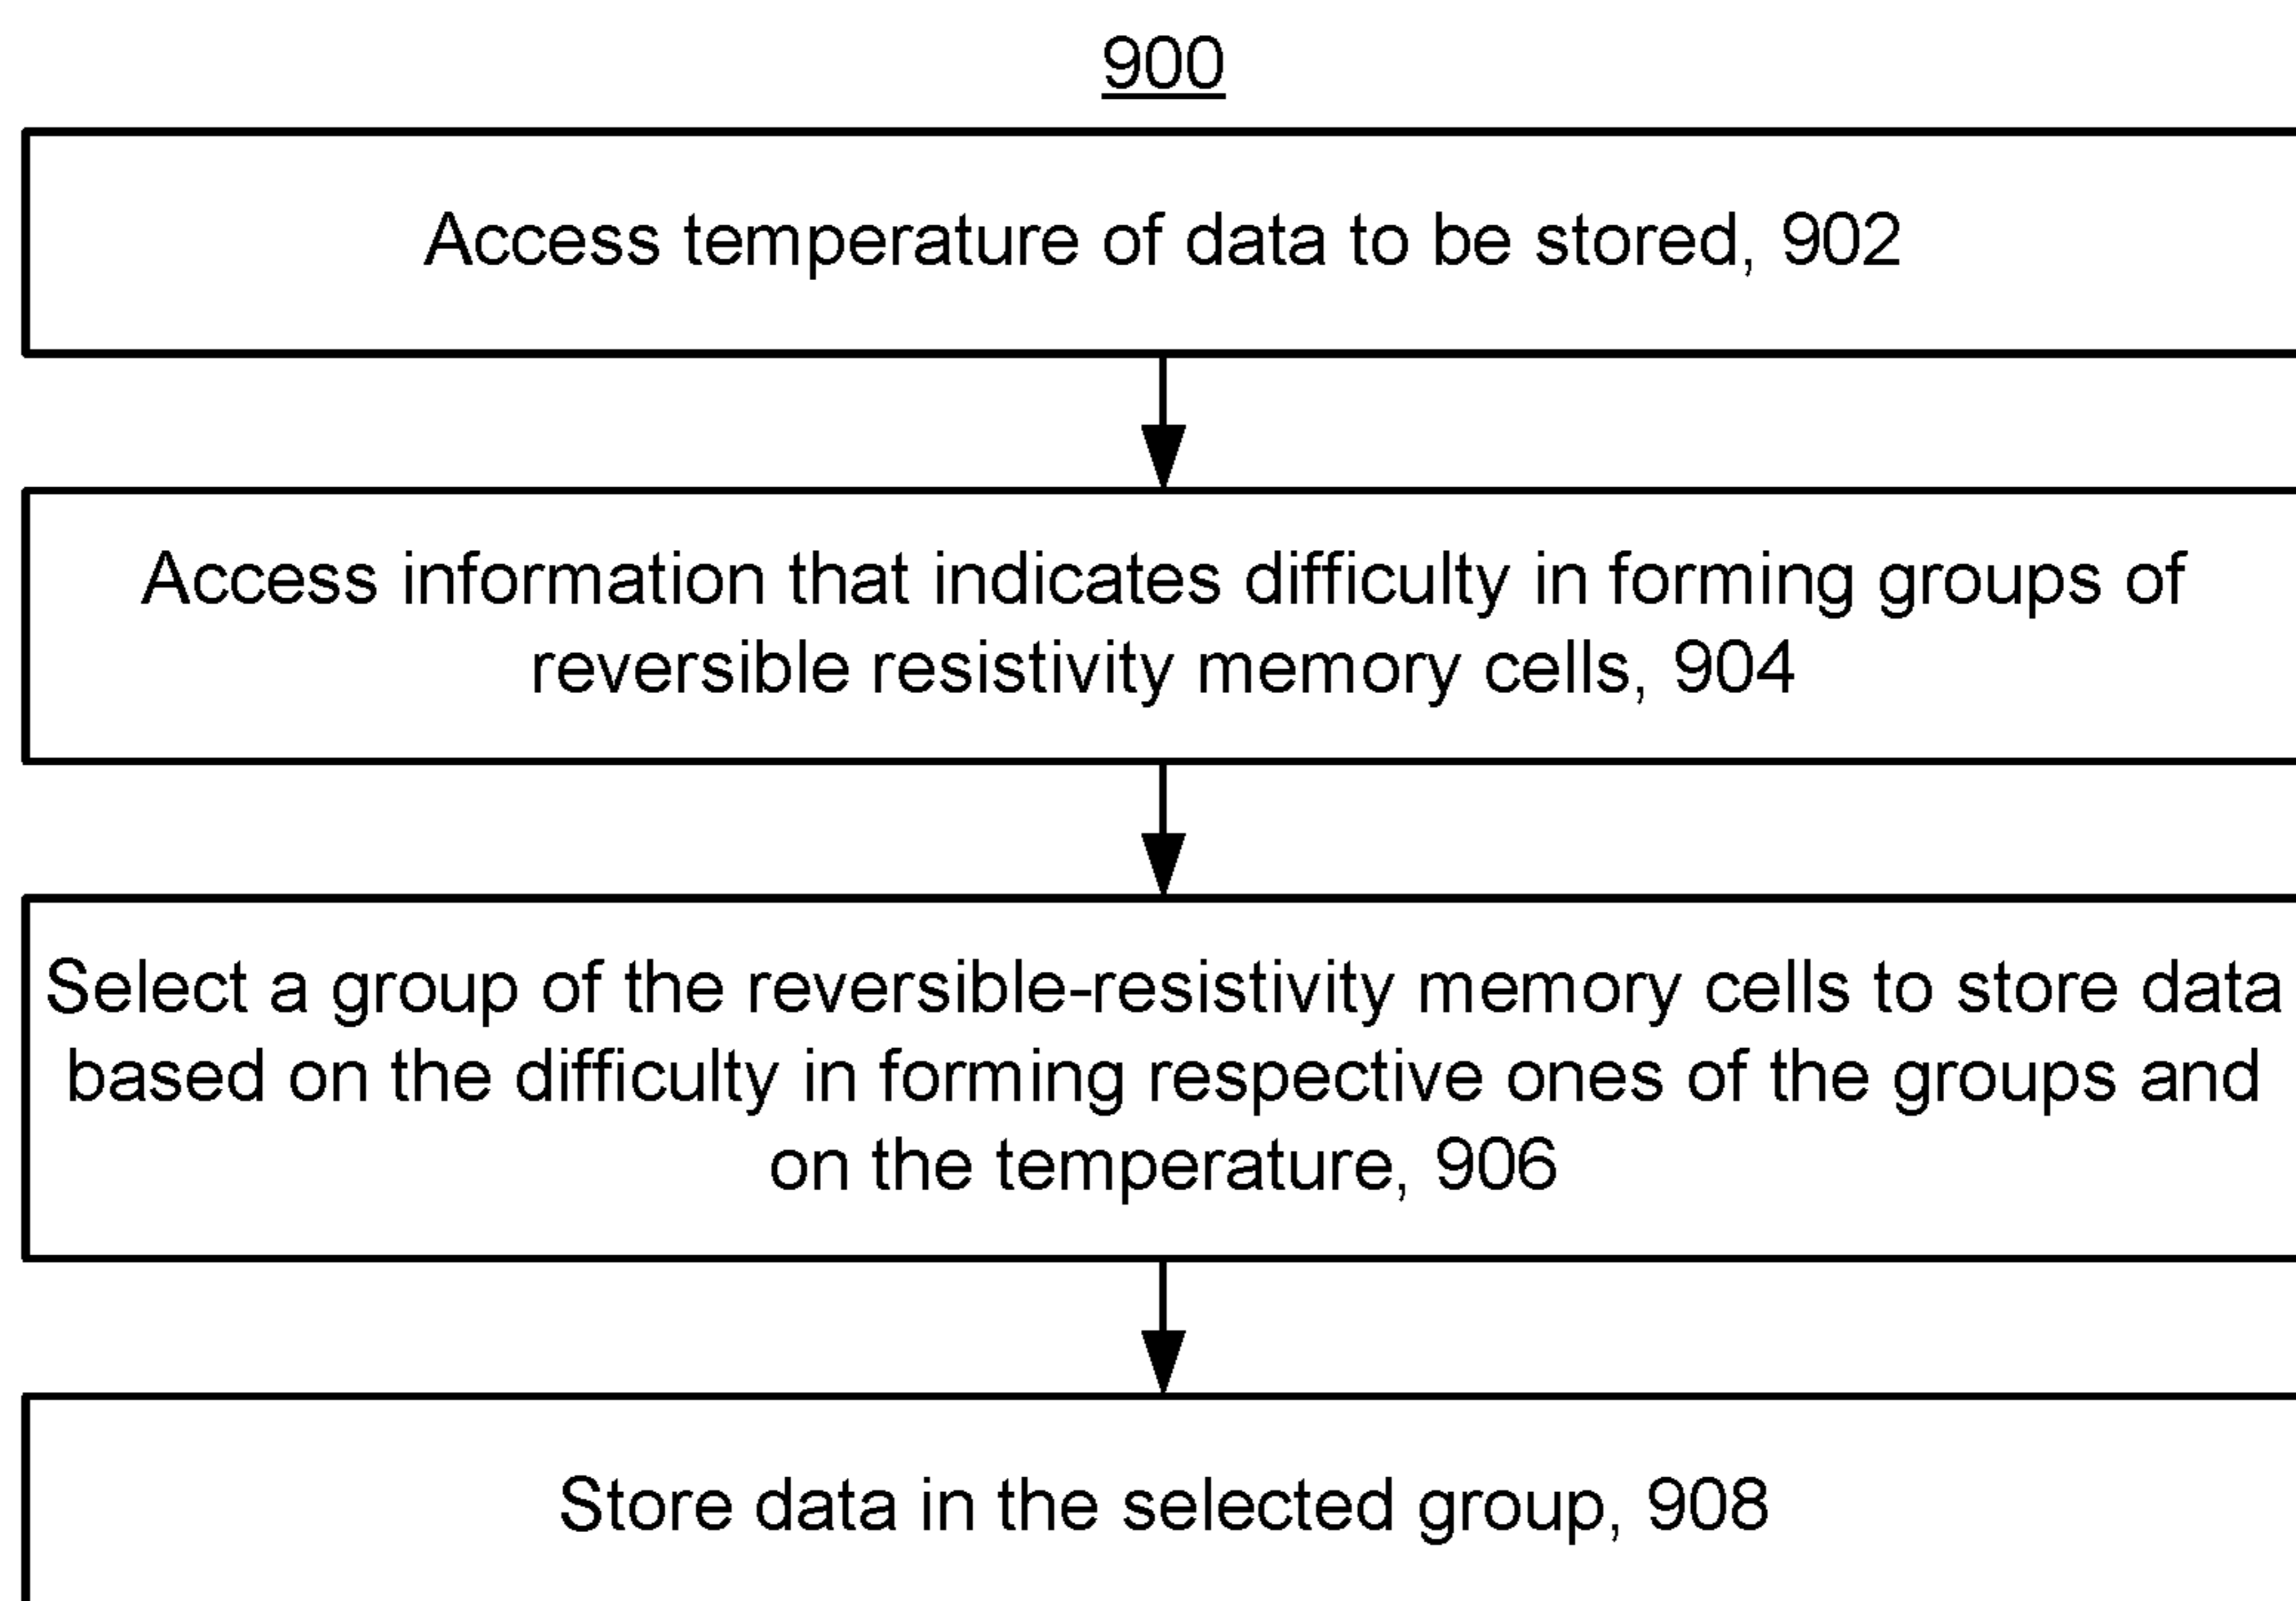 900
Access temperature of data to be stored, 902
Access information that indicates difficulty in forming groups of
reversible resistivity memory cells, 904
Select a group of the reversible-resistivity memory cells to store data
based on the difficulty in forming respective ones of the groups and
on the temperature, 906
Store data in the selected group, 908